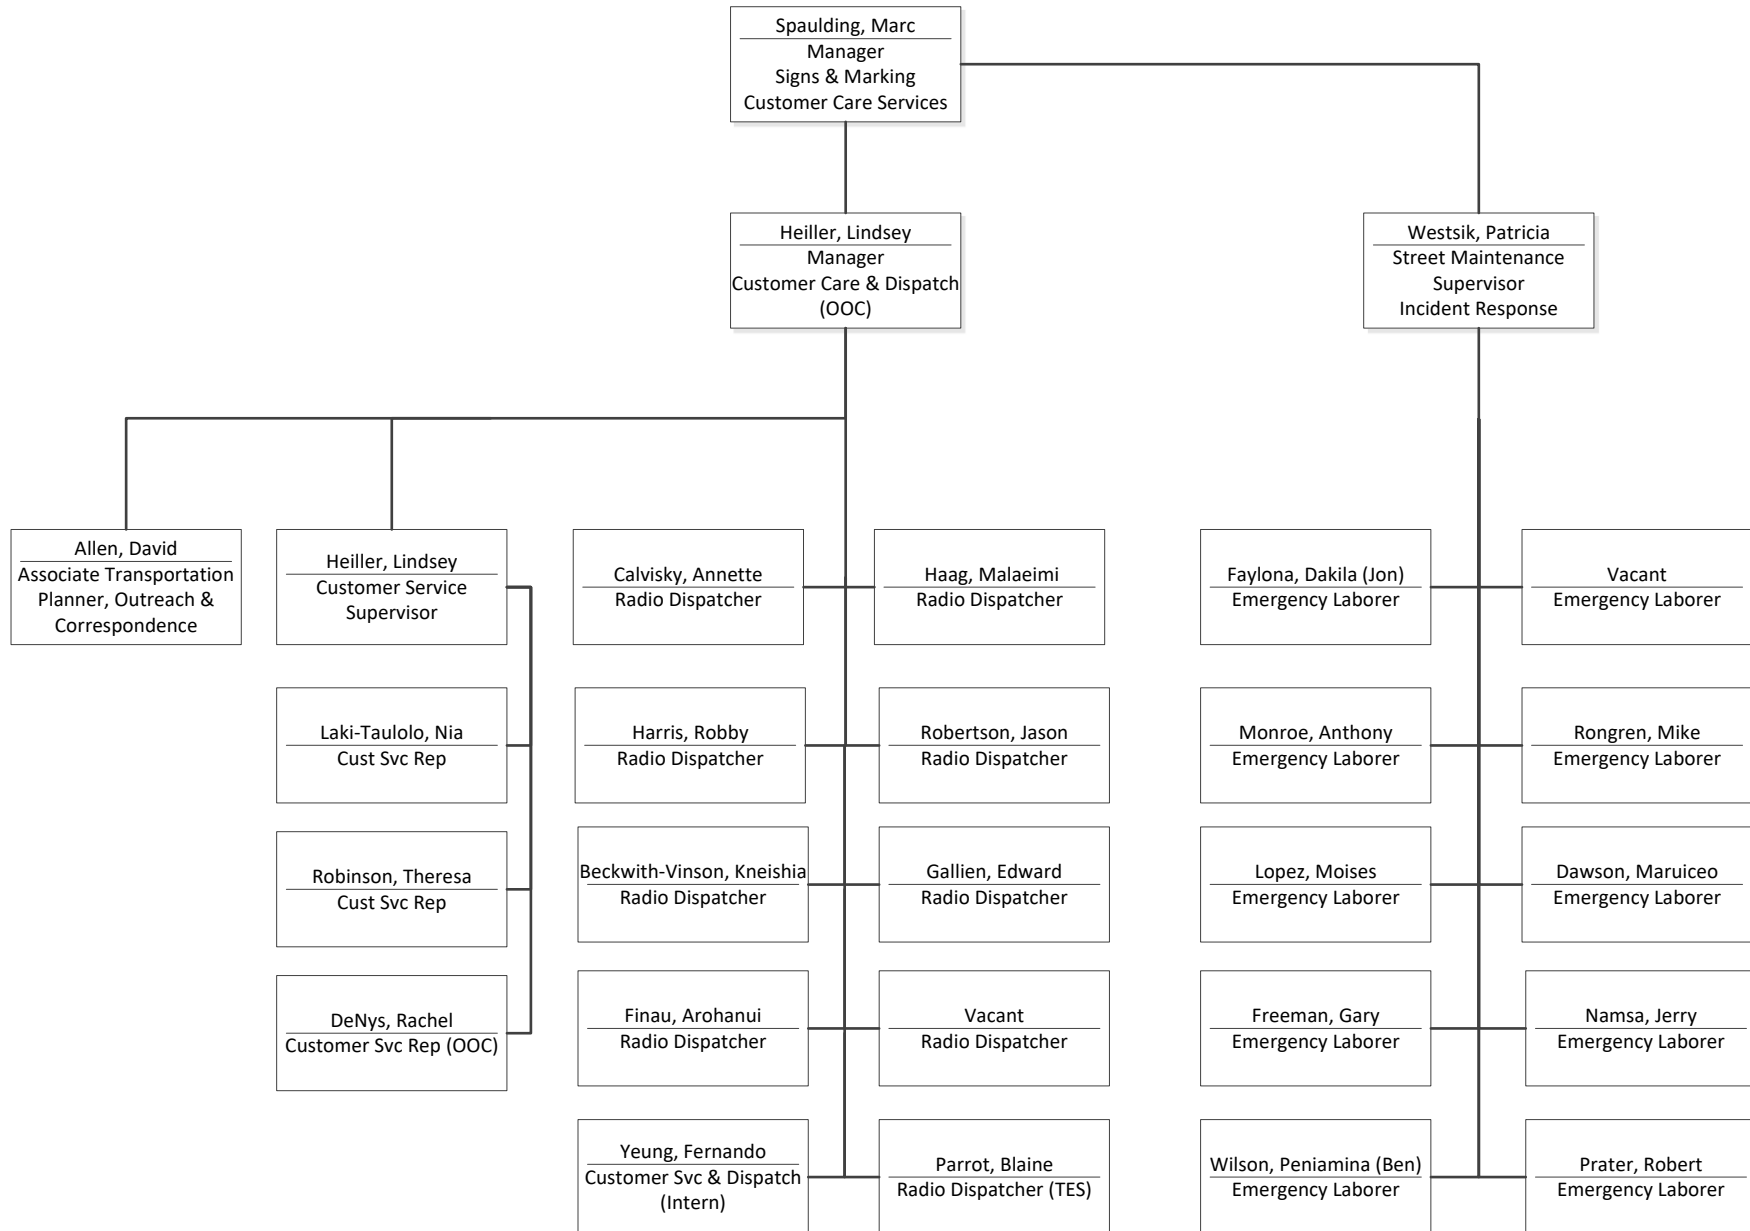 Spaulding, Marc
Manager
Signs & Marking
Customer Care Services
Heiller, Lindsey
Manager
Customer Care & Dispatch
(OOC)
Westsik, Patricia
Street Maintenance
Supervisor
Incident Response
Allen, David
Associate Transportation
Planner, Outreach &
Correspondence
Heiller, Lindsey
Customer Service
Supervisor
Calvisky, Annette
Radio Dispatcher
Haag, Malaeimi
Radio Dispatcher
Faylona, Dakila (Jon)
Emergency Laborer
Vacant
Emergency Laborer
Laki-Taulolo, Nia
Cust Svc Rep
Harris, Robby
Radio Dispatcher
Robertson, Jason
Radio Dispatcher
Monroe, Anthony
Emergency Laborer
Rongren, Mike
Emergency Laborer
Robinson, Theresa
Cust Svc Rep
Beckwith-Vinson, Kneishia
Radio Dispatcher
Gallien, Edward
Radio Dispatcher
Lopez, Moises
Emergency Laborer
Dawson, Maruiceo
Emergency Laborer
DeNys, Rachel
Customer Svc Rep (OOC)
Finau, Arohanui
Radio Dispatcher
Vacant
Radio Dispatcher
Freeman, Gary
Emergency Laborer
Namsa, Jerry
Emergency Laborer
Yeung, Fernando
Customer Svc & Dispatch
(Intern)
Parrot, Blaine
Radio Dispatcher (TES)
Wilson, Peniamina (Ben)
Emergency Laborer
Prater, Robert
Emergency Laborer